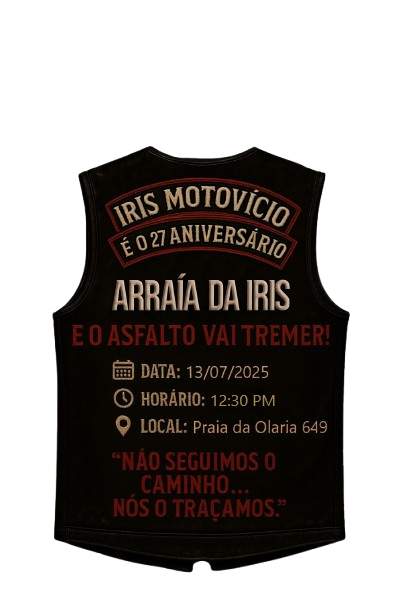 IRIS MOTOVÍCIO
É O 27 ANIVERSÁRIO
ARRAÍA DA IRIS
E O ASFALTO VAI TREMER!
DATA: 13/07/2025
HORÁRIO: 12:30 PM
LOCAL: Praia da Olaria 649
“NÃO SEGUIMOS O
CAMINHO...
NÓS O TRAÇAMOS.”